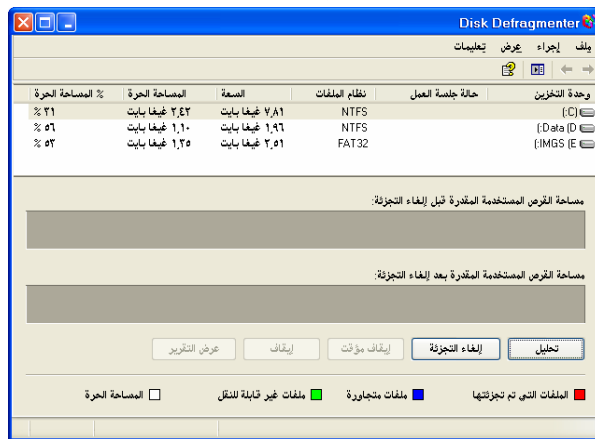 Disk Defragmenter
ملف إجراء عرض تعليمات
وحدة التخزين حالة جلسة العمل نظام الملفات السعة المساحة الحرة % المساحة الحرة
(C:) NTFS ٧,٨١ غيغا بايت ٢,٤٢ غيغا بايت ٣١ %
Data (D:) NTFS ١,٩٦ غيغا بايت ١,١٠ غيغا بايت ٥٦ %
IMGS (E:) FAT32 ٢,٥١ غيغا بايت ١,٣٥ غيغا بايت ٥٣ %
مساحة القرص المستخدمة المقدرة قبل إلغاء التجزئة:
مساحة القرص المستخدمة المقدرة بعد إلغاء التجزئة:
تحليل إلغاء التجزئة إيقاف مؤقت إيقاف عرض التقرير
الملفات التي تم تجزئتها ملفات متجاورة ملفات غير قابلة للنقل المساحة الحرة